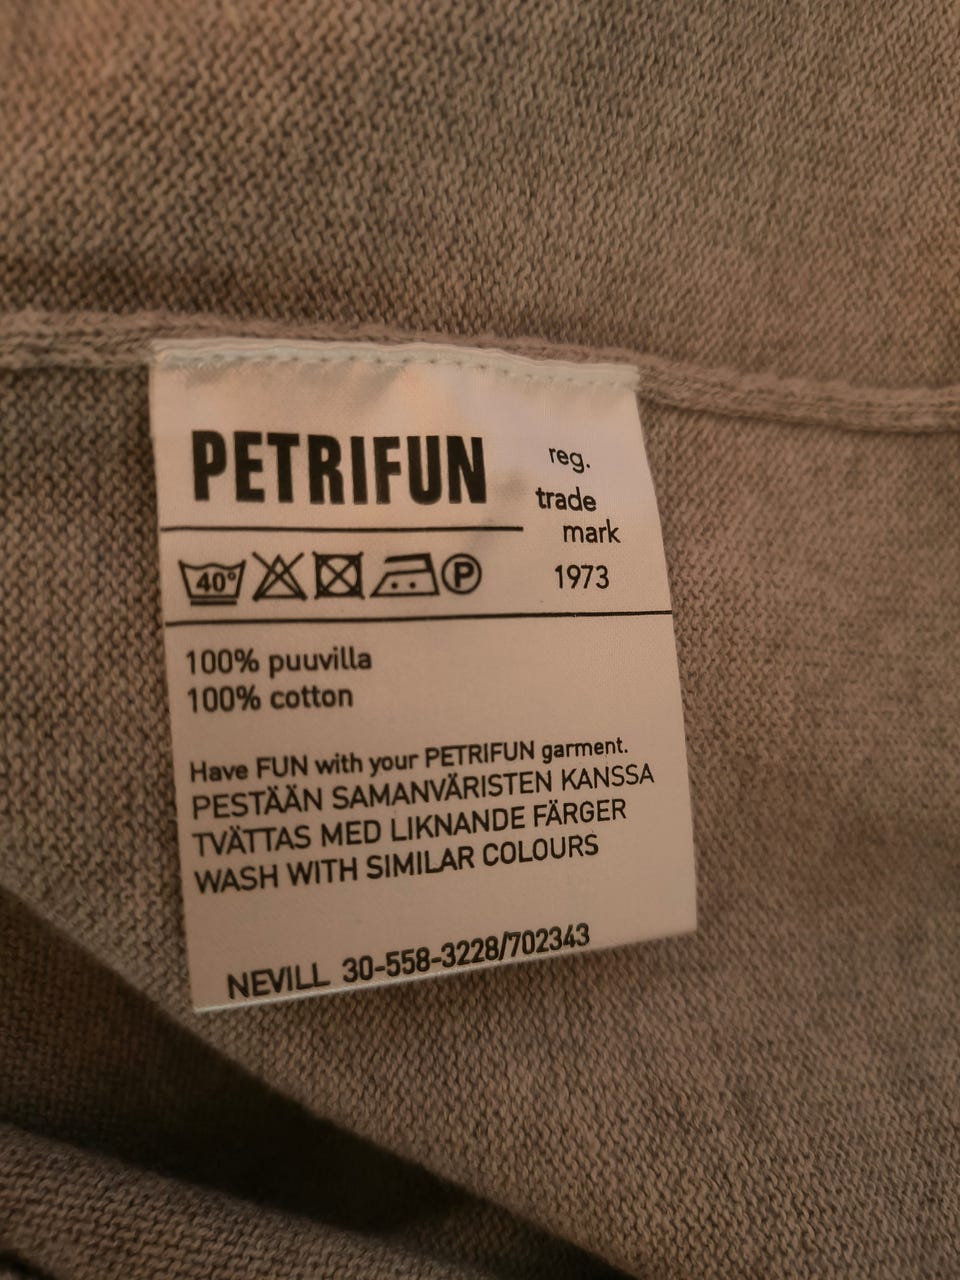 PETRIFUN
reg.
trade
mark
1973
40°
P
100% puuvilla
100% cotton
Have FUN with your PETRIFUN garment.
PESTÄÄN SAMANVÄRISTEN KANSSA
TVÄTTAS MED LIKNANDE FÄRGER
WASH WITH SIMILAR COLOURS
NEVILL 30-558-3228/702343